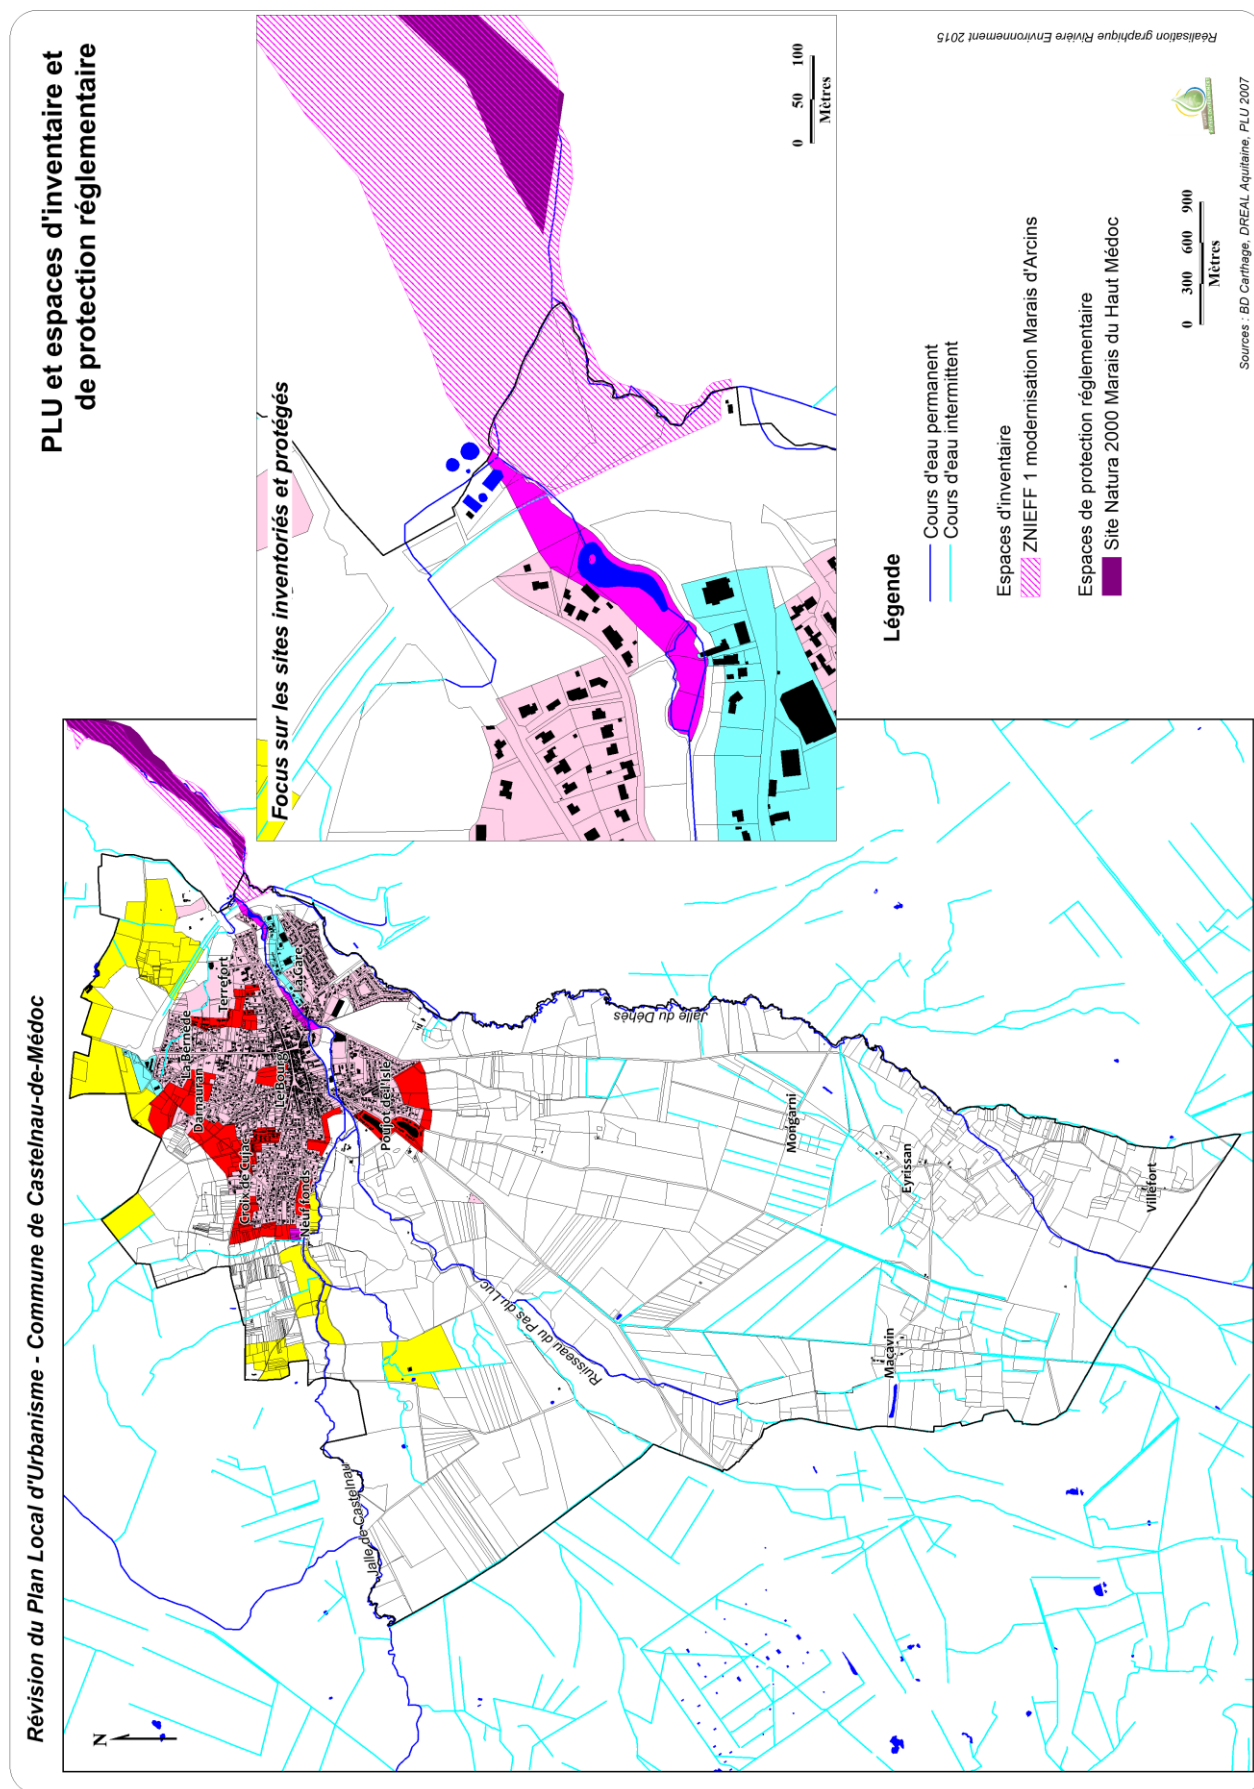 Révision du Plan Local d'Urbanisme - Commune de Castelnau-de-Médoc
PLU et espaces d'inventaire et
de protection réglementaire
N
Jalle de Castelnau
Ruisseau du Pas du Luc
Jalle du Déhès
La Bernède
Terrefort
Damauran
Le Bourg
La Gare
Croix de Cujac
Neuffonds
Poujot de l'Isle
Mongarni
Eyrissan
Macavin
Villefort
Focus sur les sites inventoriés et protégés
0 50 100
Mètres
Légende
Cours d'eau permanent
Cours d'eau intermittent
Espaces d'inventaire
ZNIEFF 1 modernisation Marais d'Arcins
Espaces de protection réglementaire
Site Natura 2000 Marais du Haut Médoc
0 300 600 900
Mètres
Sources : BD Carthage, DREAL Aquitaine, PLU 2007
Réalisation graphique Rivière Environnement 2015